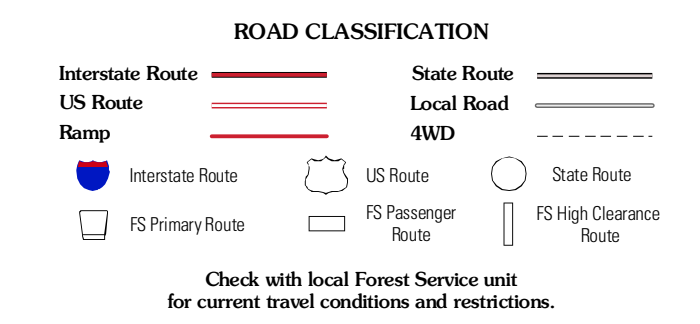 ROAD CLASSIFICATION
Interstate Route State Route
US Route Local Road
Ramp 4WD
Interstate Route US Route State Route
FS Primary Route FS Passenger Route FS High Clearance Route
Check with local Forest Service unit
for current travel conditions and restrictions.